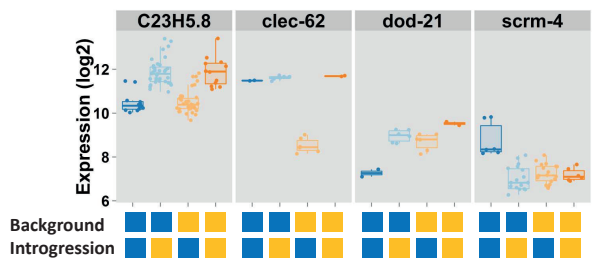 C23H5.8 clec-62 dod-21 scrm-4
Expression (log2)
12
10
8
6
Background
Introgression